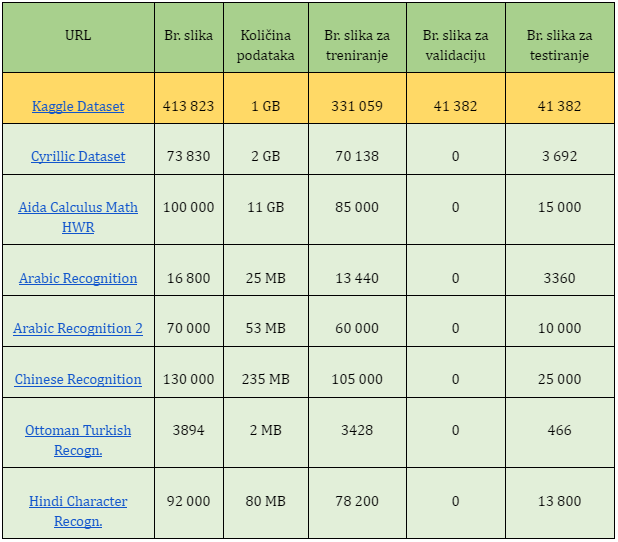 URL Br. slika Količina podataka Br. slika za treniranje Br. slika za validaciju Br. slika za testiranje
Kaggle Dataset 413 823 1 GB 331 059 41 382 41 382
Cyrillic Dataset 73 830 2 GB 70 138 0 3 692
Aida Calculus Math HWR 100 000 11 GB 85 000 0 15 000
Arabic Recognition 16 800 25 MB 13 440 0 3360
Arabic Recognition 2 70 000 53 MB 60 000 0 10 000
Chinese Recognition 130 000 235 MB 105 000 0 25 000
Ottoman Turkish Recogn. 3894 2 MB 3428 0 466
Hindi Character Recogn. 92 000 80 MB 78 200 0 13 800